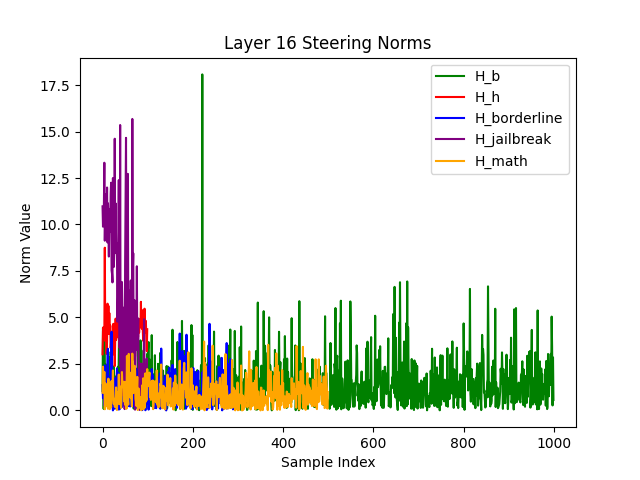 Layer 16 Steering Norms
H_b
H_h
H_borderline
H_jailbreak
H_math
Norm Value
17.5
15.0
12.5
10.0
7.5
5.0
2.5
0.0
0
200
400
600
800
1000
Sample Index